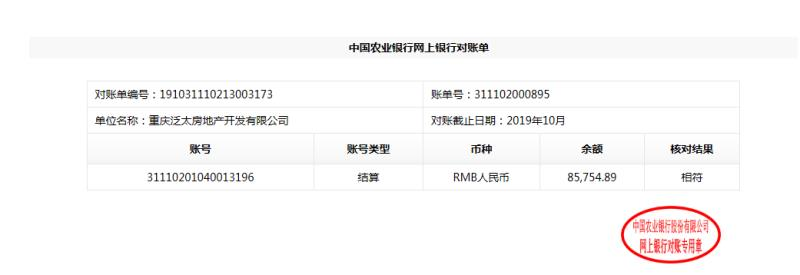 中国农业银行网上银行对账单
对账单编号：191031110213003173 账单号：311102000895
单位名称：重庆泛太房地产开发有限公司 对账截止日期：2019年10月
账号 账号类型 币种 余额 核对结果
31110201040013196 结算 RMB人民币 85,754.89 相符
中国农业银行股份有限公司
网上银行对账专用章